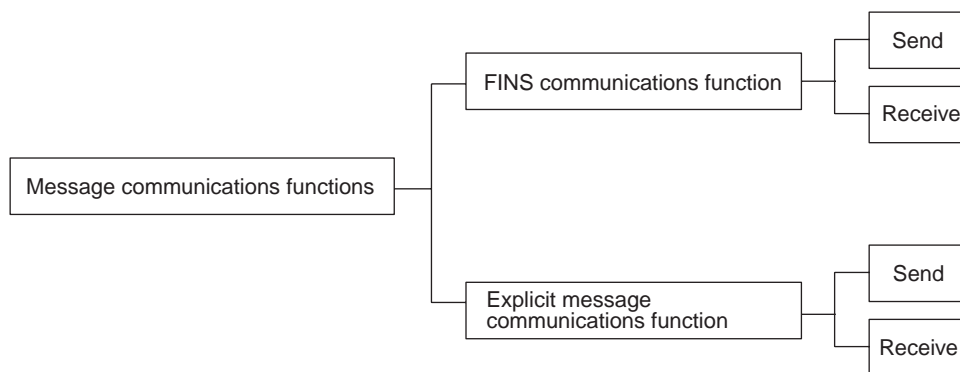 Message communications functions
FINS communications function
Send
Receive
Explicit message
communications function
Send
Receive